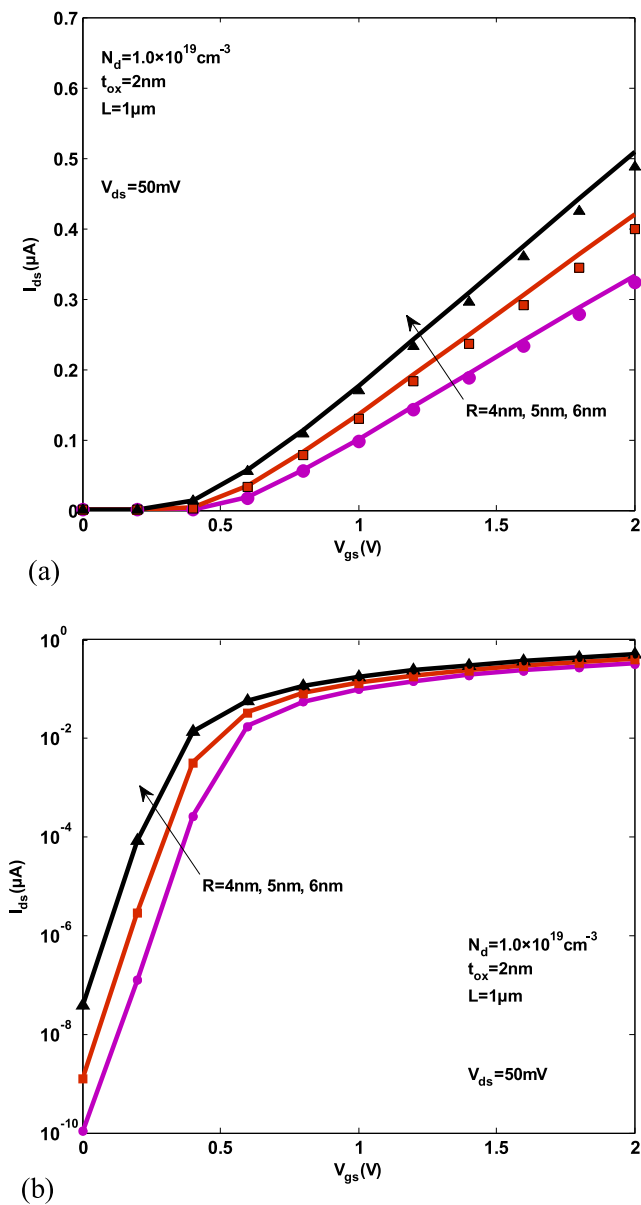 0.7
N_d=1.0×10^19cm^-3
t_ox=2nm
L=1μm
0.6
0.5
V_ds=50mV
0.4
I_ds(μA)
0.3
0.2
R=4nm, 5nm, 6nm
0.1
0
0 0.5 1 1.5 2
V_gs(V)
(a)
10^0
10^-2
10^-4
R=4nm, 5nm, 6nm
I_ds(μA)
10^-6
N_d=1.0×10^19cm^-3
t_ox=2nm
L=1μm
10^-8
V_ds=50mV
10^-10
0 0.5 1 1.5 2
V_gs(V)
(b)